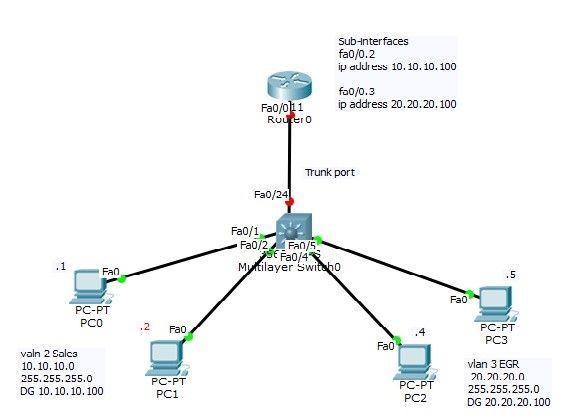 Sub-Interfaces
fa0/0.2
ip address 10.10.10.100
fa0/0.3
ip address 20.20.20.100
Fa0/0
Router0
Trunk port
Fa0/24
Fa0/1
Fa0/2
Fa0/5
Fa0/4
Multilayer Switch0
.1
Fa0
PC-PT
PC0
.2
Fa0
PC-PT
PC1
.4
Fa0
PC-PT
PC2
.5
Fa0
PC-PT
PC3
valn 2 Sales
10.10.10.0
255.255.255.0
DG 10.10.10.100
vlan 3 EGR
20.20.20.0
255.255.255.0
DG 20.20.20.100